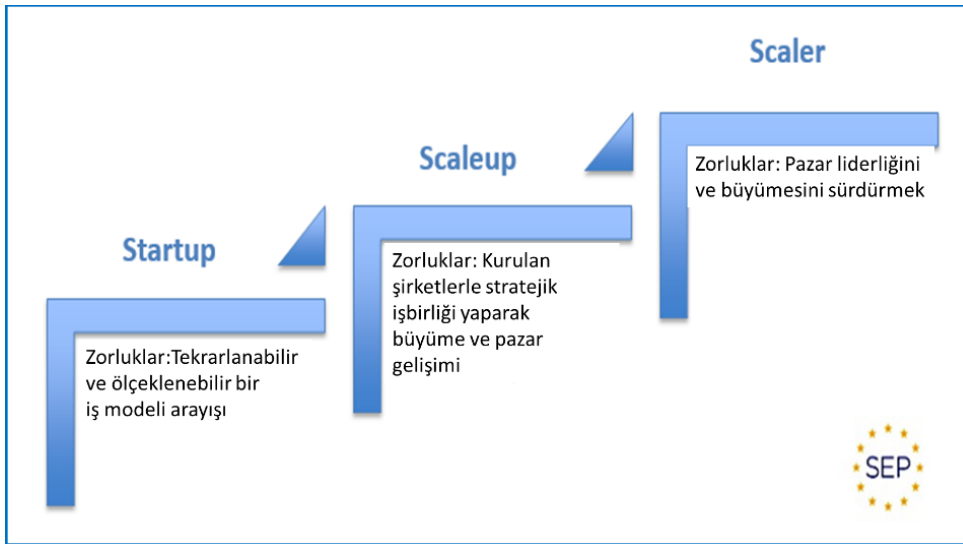 Startup
Zorluklar:Tekrarlanabilir
ve ölçeklenebilir bir
iş modeli arayışı
Scaleup
Zorluklar: Kurulan
şirketlerle stratejik
işbirliği yaparak
büyüme ve pazar
gelişimi
Scaler
Zorluklar: Pazar liderliğini
ve büyümesini sürdürmek
SEP